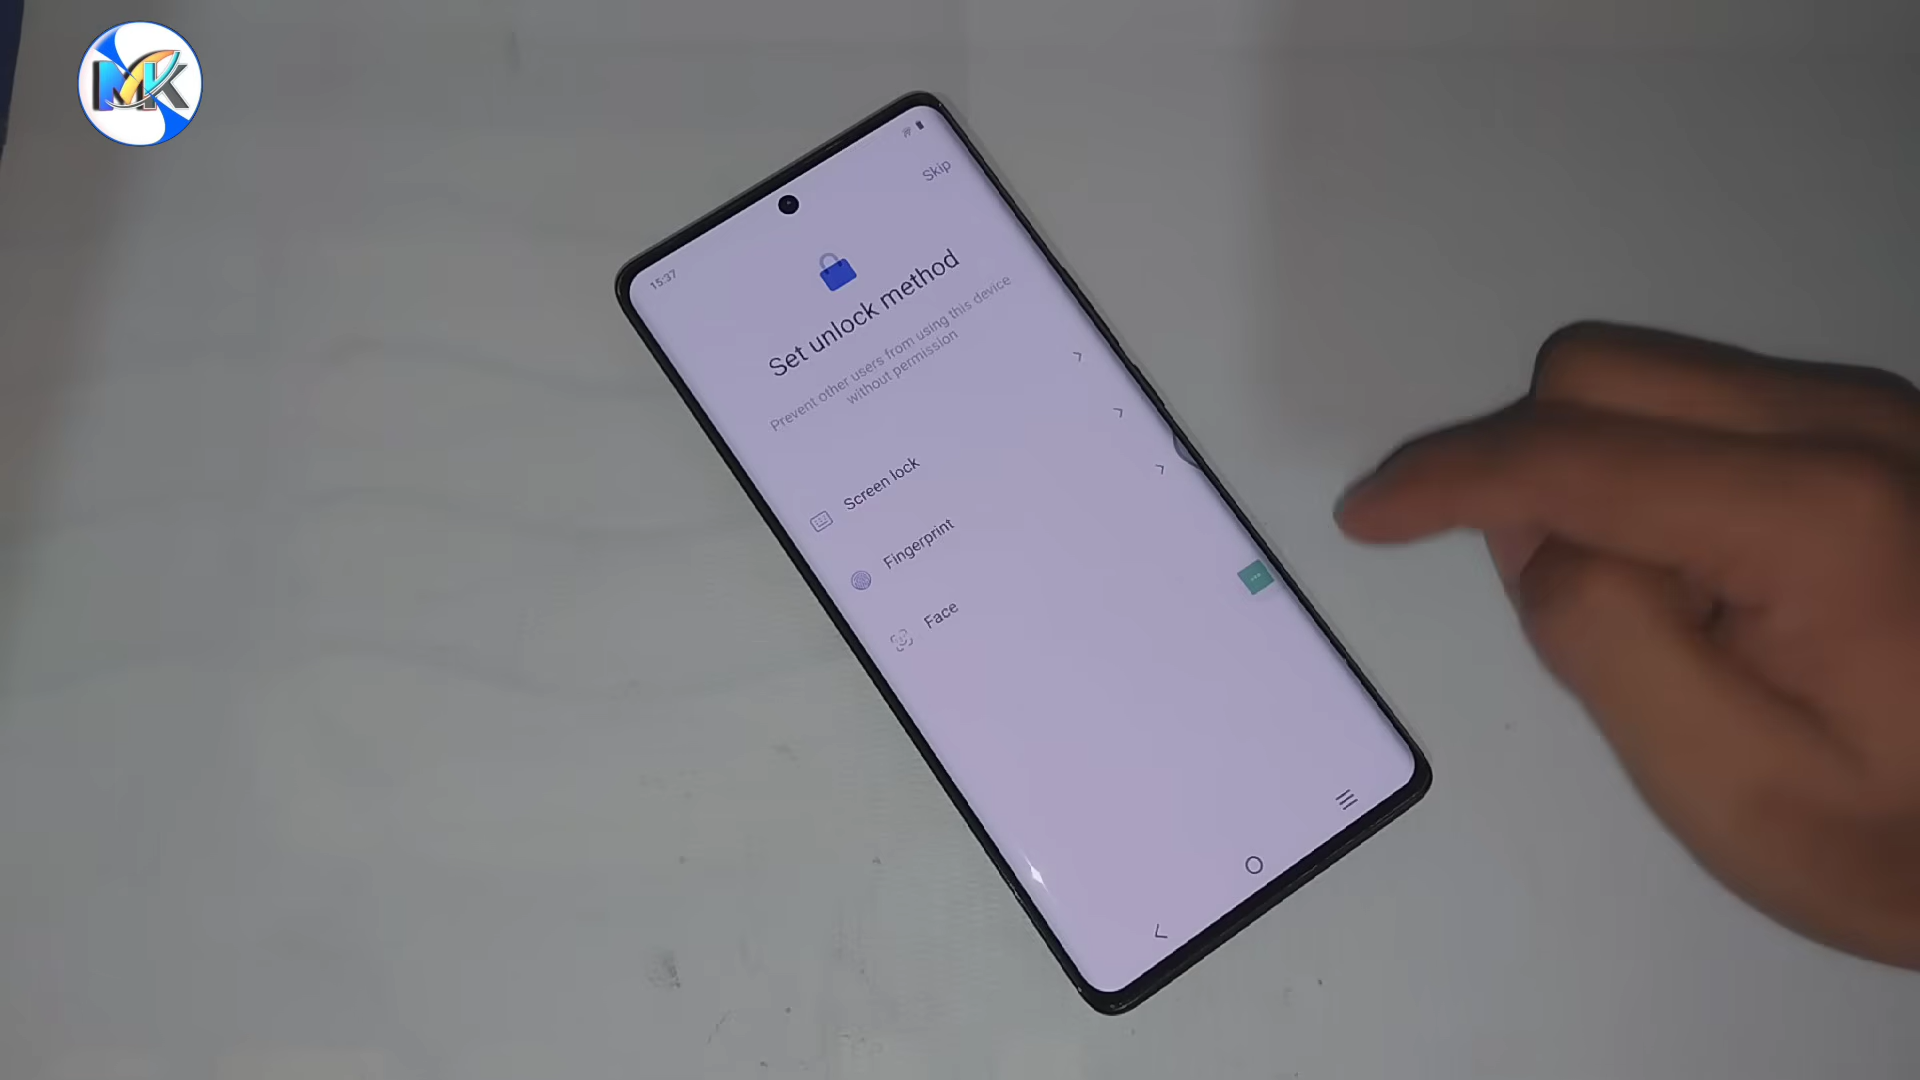 MK
15:37
Skip
Set unlock method
Prevent other users from using this device
without permission
Screen lock
Fingerprint
Face